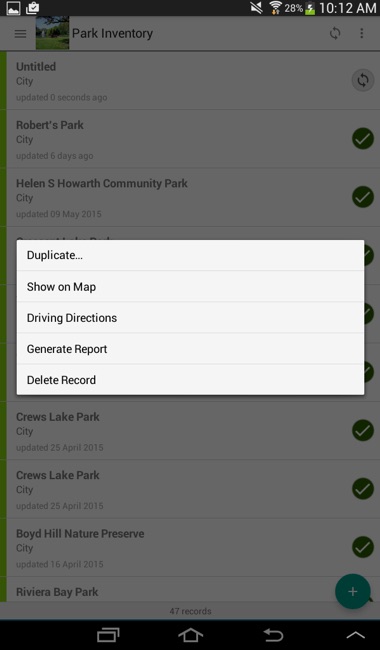 28% 10:12 AM
Park Inventory
Untitled
City
updated 0 seconds ago
Robert's Park
City
updated 6 days ago
Helen S Howarth Community Park
City
updated 09 May 2015
Duplicate...
Show on Map
Driving Directions
Generate Report
Delete Record
Crews Lake Park
City
updated 25 April 2015
Crews Lake Park
City
updated 25 April 2015
Boyd Hill Nature Preserve
City
updated 16 April 2015
Riviera Bay Park
47 records